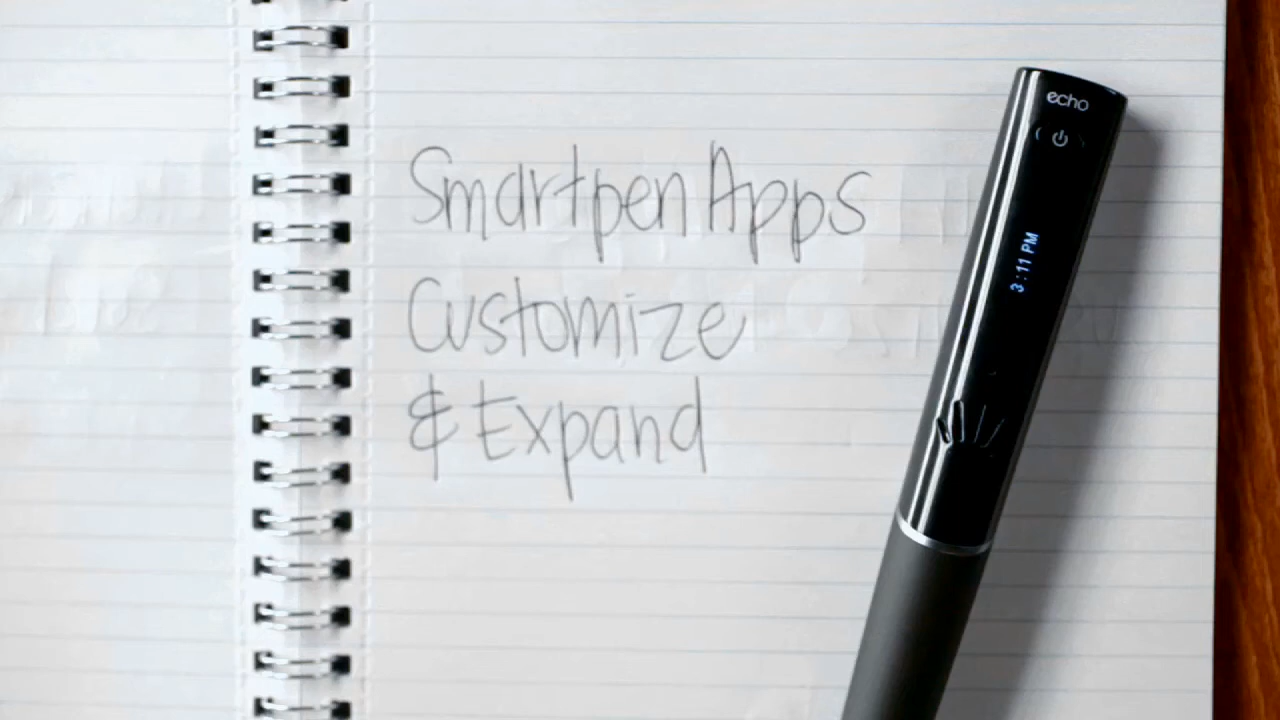 Smartpen Apps
Customize
& Expand
echo
3:11 PM